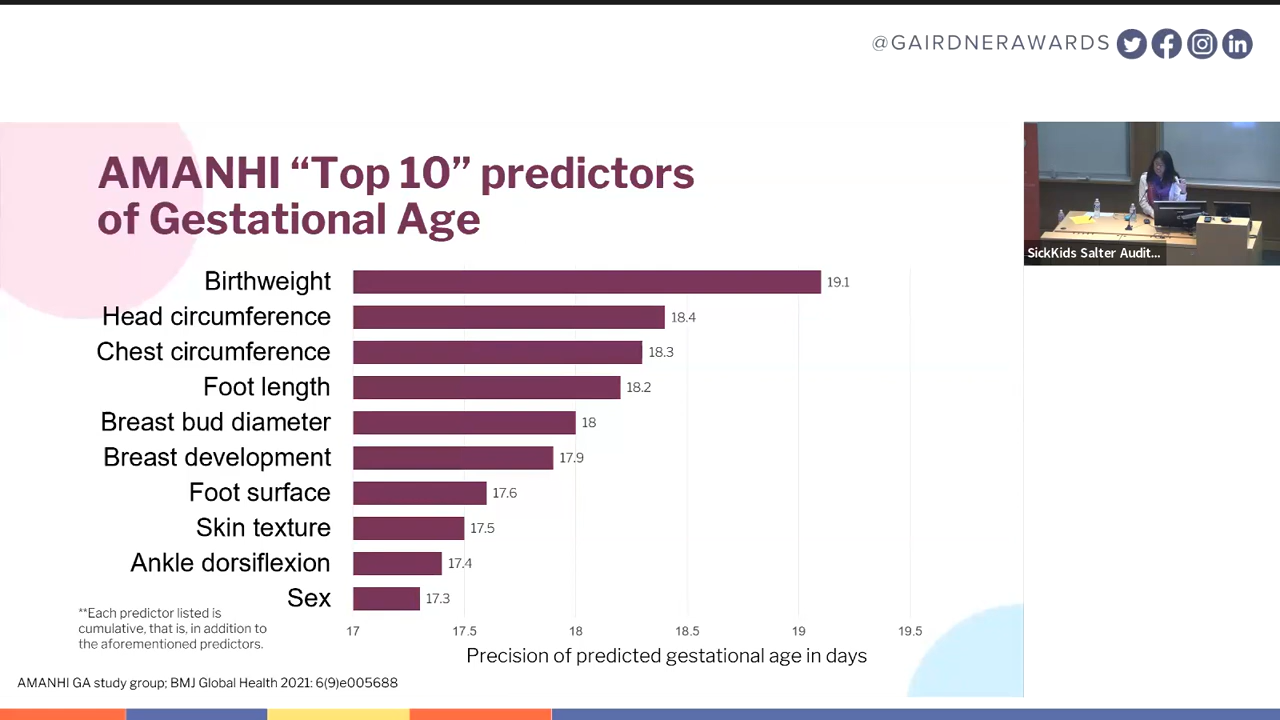 @GAIRDNERAWARDS
AMANHI “Top 10” predictors
of Gestational Age
SickKids Salter Audit...
Birthweight 19.1
Head circumference 18.4
Chest circumference 18.3
Foot length 18.2
Breast bud diameter 18
Breast development 17.9
Foot surface 17.6
Skin texture 17.5
Ankle dorsiflexion 17.4
Sex 17.3
**Each predictor listed is
cumulative, that is, in addition to
the aforementioned predictors.
17 17.5 18 18.5 19 19.5
Precision of predicted gestational age in days
AMANHI GA study group; BMJ Global Health 2021: 6(9)e005688